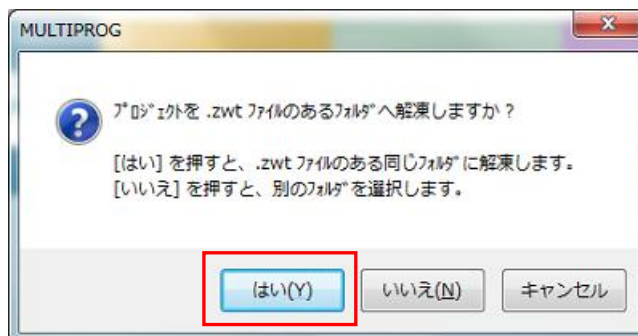 MULTIPROG
ﾌﾟﾛｼﾞｪｸﾄを .zwt ﾌｧｲﾙのあるﾌｫﾙﾀﾞへ解凍しますか？
[はい] を押すと、.zwt ﾌｧｲﾙのある同じﾌｫﾙﾀﾞに解凍します。
[いいえ] を押すと、別のﾌｫﾙﾀﾞを選択します。
はい(Y) いいえ(N) キャンセル